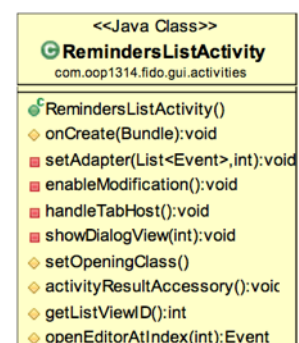 <<Java Class>>
RemindersListActivity
com.oop1314.fido.gui.activities
RemindersListActivity()
onCreate(Bundle):void
setAdapter(List<Event>,int):void
enableModification():void
handleTabHost():void
showDialogView(int):void
setOpeningClass()
activityResultAccessory():void
getListViewID():int
openEditorAtIndex(int):Event